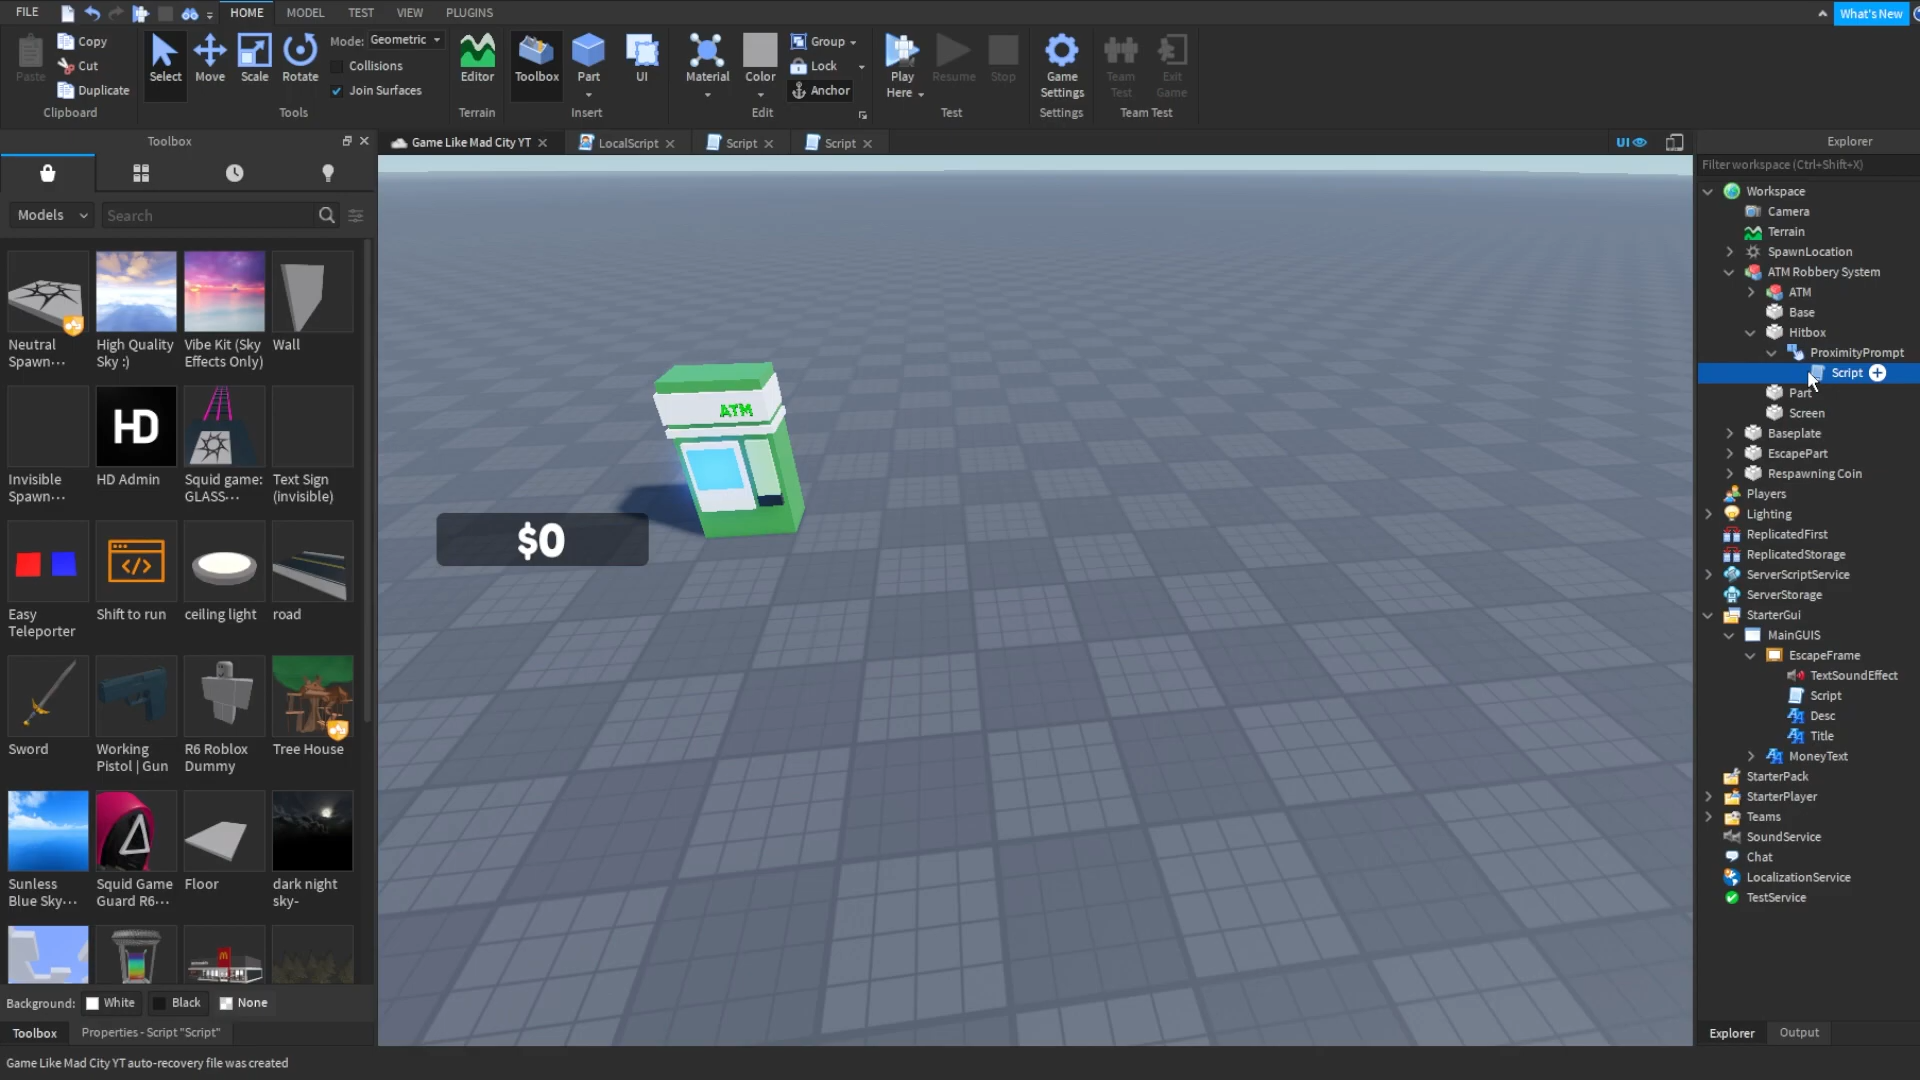 FILE
HOME
MODEL
TEST
VIEW
PLUGINS
What's New
Paste
Copy
Cut
Duplicate
Clipboard
Select
Move
Scale
Rotate
Mode: Geometric
Collisions
Join Surfaces
Tools
Editor
Terrain
Toolbox
Part
UI
Insert
Material
Color
Group
Lock
Anchor
Edit
Play
Here
Resume
Stop
Test
Game
Settings
Settings
Team
Test
Exit
Game
Team Test
Toolbox
Game Like Mad City YT
LocalScript
Script
Script
UI
Explorer
Models
Search
Neutral
Spawn···
High Quality
Sky :)
Vibe Kit (Sky
Effects Only)
Wall
Invisible
Spawn···
HD
HD Admin
Squid game:
GLASS···
Text Sign
(invisible)
Easy
Teleporter
Shift to run
ceiling light
road
Sword
Working
Pistol | Gun
R6 Roblox
Dummy
Tree House
Sunless
Blue Sky···
Squid Game
Guard R6···
Floor
dark night
sky-
Background:
White
Black
None
Toolbox
Properties - Script "Script"
Game Like Mad City YT auto-recovery file was created
ATM
$0
Filter workspace (Ctrl+Shift+X)
Workspace
Camera
Terrain
SpawnLocation
ATM Robbery System
ATM
Base
Hitbox
ProximityPrompt
Script
Part
Screen
Baseplate
EscapePart
Respawning Coin
Players
Lighting
ReplicatedFirst
ReplicatedStorage
ServerScriptService
ServerStorage
StarterGui
MainGUIS
EscapeFrame
TextSoundEffect
Script
Desc
Title
MoneyText
StarterPack
StarterPlayer
Teams
SoundService
Chat
LocalizationService
TestService
Explorer
Output